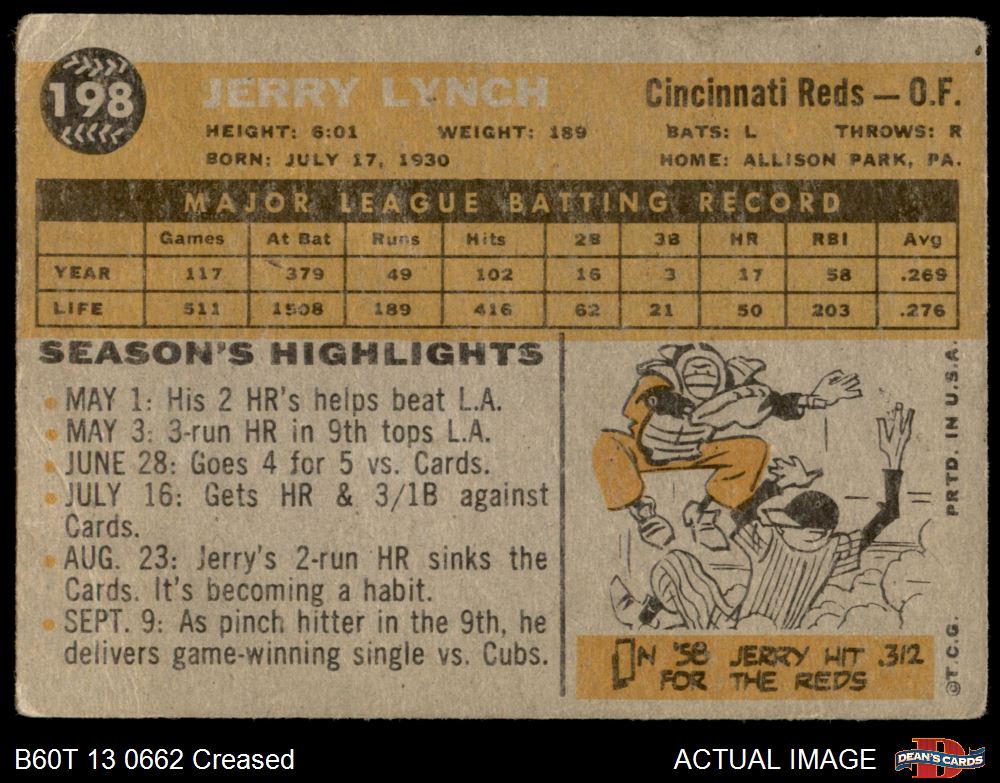 198
JERRY LYNCH
Cincinnati Reds — O.F.
HEIGHT: 6:01 WEIGHT: 189 BATS: L THROWS: R
BORN: JULY 17, 1930 HOME: ALLISON PARK, PA.
MAJOR LEAGUE BATTING RECORD
Games At Bat Runs Hits 2B 3B HR RBI Avg
YEAR 117 379 49 102 16 3 17 58 .269
LIFE 511 1508 189 416 62 21 50 203 .276
SEASON'S HIGHLIGHTS
• MAY 1: His 2 HR's helps beat L.A.
• MAY 3: 3-run HR in 9th tops L.A.
• JUNE 28: Goes 4 for 5 vs. Cards.
• JULY 16: Gets HR & 3/1B against
Cards.
• AUG. 23: Jerry's 2-run HR sinks the
Cards. It's becoming a habit.
• SEPT. 9: As pinch hitter in the 9th, he
delivers game-winning single vs. Cubs.
IN '58 JERRY HIT .312
FOR THE REDS
©T.C.G. PRTD. IN U.S.A.
B60T 13 0662 Creased
ACTUAL IMAGE
D
DEAN'S CARDS